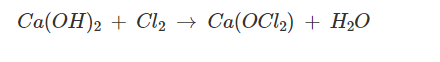 Ca(OH)₂ + Cl₂ → Ca(OCl₂) + H₂O